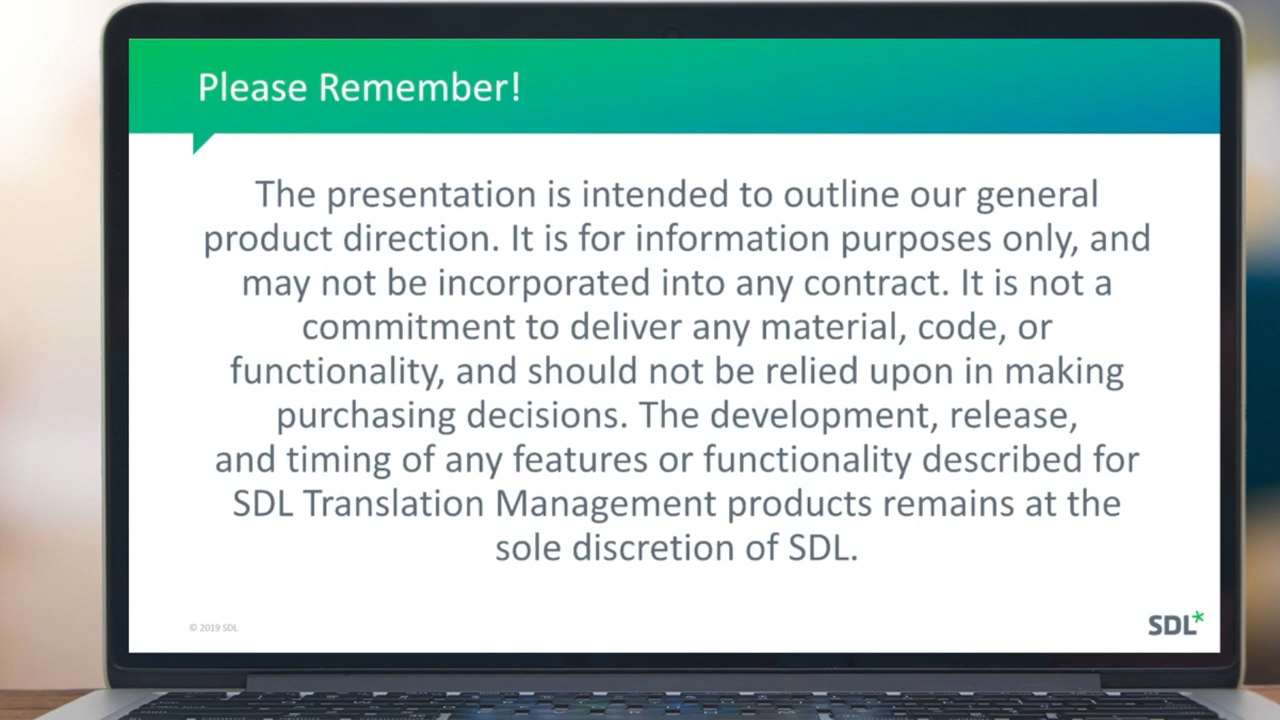 Please Remember!
The presentation is intended to outline our general
product direction. It is for information purposes only, and
may not be incorporated into any contract. It is not a
commitment to deliver any material, code, or
functionality, and should not be relied upon in making
purchasing decisions. The development, release,
and timing of any features or functionality described for
SDL Translation Management products remains at the
sole discretion of SDL.
© 2019 SDL
SDL*